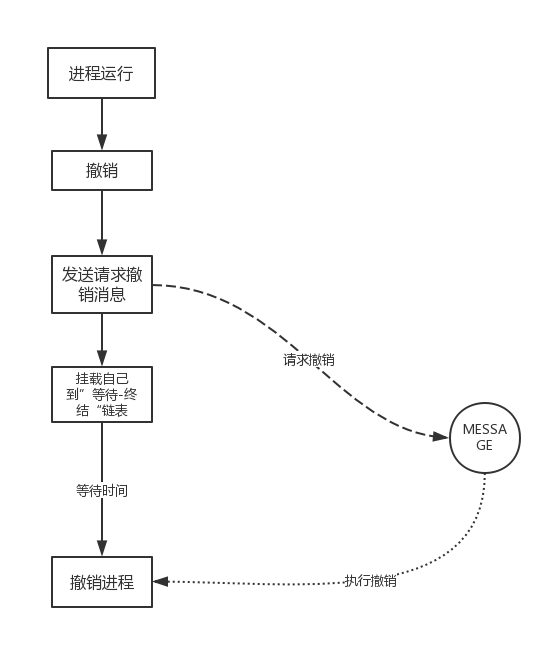 进程运行
撤销
发送请求撤
销消息
请求撤销
挂载自己
到”等待-终
结“链表
MESSA
GE
等待时间
撤销进程
执行撤销